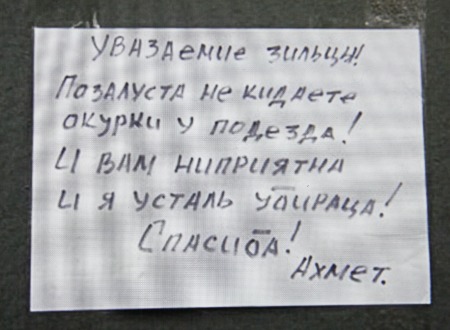 УВАЗАЕМИЕ ЗИЛЬЦЫ!
ПОЗАЛУСТА НЕ КИДАЕТЕ
ОКУРКИ У ПОДЕЗДА!
И ВАМ НИПРИЯТНА
И Я УСТАЛЬ УБИРАЦА!
СПАСИБА!
АХМЕТ.